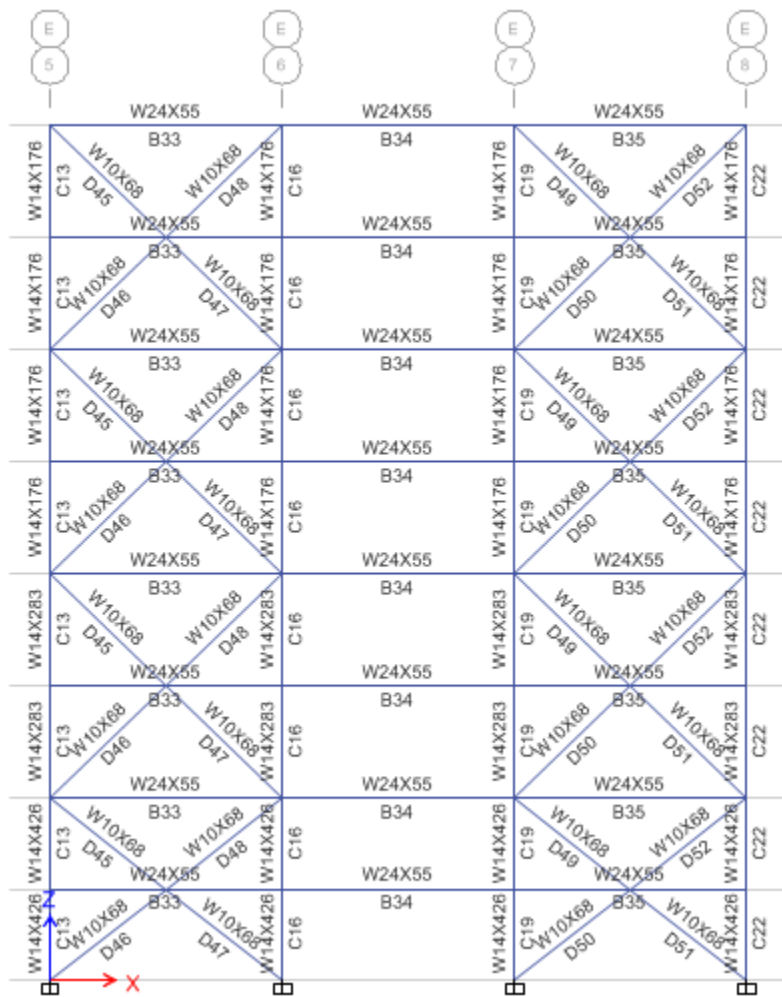 E E E E
5 6 7 8
W24X55 W24X55 W24X55
B33 B34 B35
W14X176 C13 W10X68 D45 W10X68 D48 W14X176 C16 W14X176 C19 W10X68 D49 W10X68 D52 W14X176 C22
W24X55 W24X55 W24X55
B33 B34 B35
W14X176 C13 W10X68 D46 W10X68 D47 W14X176 C16 W14X176 C19 W10X68 D50 W10X68 D51 W14X176 C22
W24X55 W24X55 W24X55
B33 B34 B35
W14X176 C13 W10X68 D45 W10X68 D48 W14X176 C16 W14X176 C19 W10X68 D49 W10X68 D52 W14X176 C22
W24X55 W24X55 W24X55
B33 B34 B35
W14X176 C13 W10X68 D46 W10X68 D47 W14X176 C16 W14X176 C19 W10X68 D50 W10X68 D51 W14X176 C22
W24X55 W24X55 W24X55
B33 B34 B35
W14X283 C13 W10X68 D45 W10X68 D48 W14X283 C16 W14X283 C19 W10X68 D49 W10X68 D52 W14X283 C22
W24X55 W24X55 W24X55
B33 B34 B35
W14X283 C13 W10X68 D46 W10X68 D47 W14X283 C16 W14X283 C19 W10X68 D50 W10X68 D51 W14X283 C22
W24X55 W24X55 W24X55
B33 B34 B35
W14X426 C13 W10X68 D45 W10X68 D48 W14X426 C16 W14X426 C19 W10X68 D49 W10X68 D52 W14X426 C22
W24X55 W24X55 W24X55
B33 B34 B35
W14X426 C13 W10X68 D46 W10X68 D47 W14X426 C16 W14X426 C19 W10X68 D50 W10X68 D51 W14X426 C22
Z
X